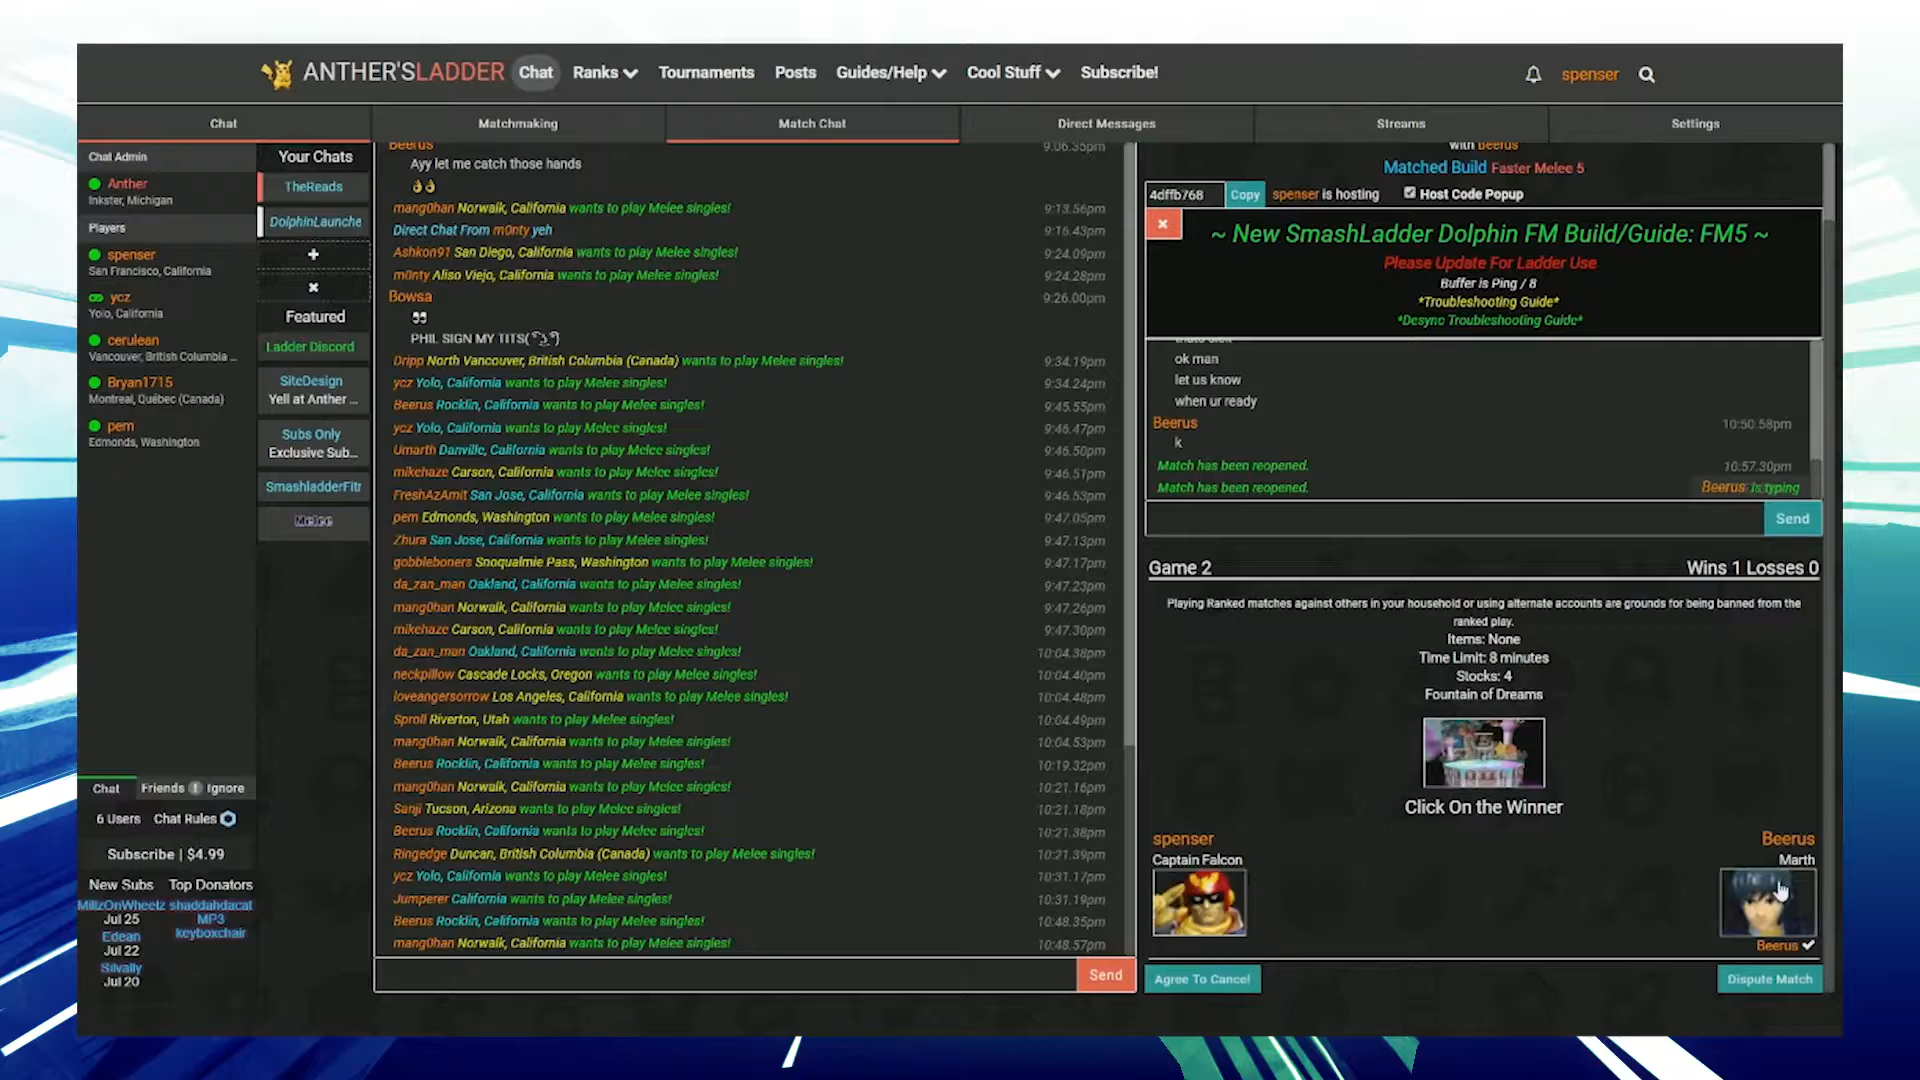 ANTHER'SLADDER Chat Ranks Tournaments Posts Guides/Help Cool Stuff Subscribe! spenser
Chat Matchmaking Match Chat Direct Messages Streams Settings
Chat Admin
Anther
Inkster, Michigan
Players
spenser
San Francisco, California
ycz
Yolo, California
cerulean
Vancouver, British Columbia ...
Bryan1715
Montreal, Québec (Canada)
pem
Edmonds, Washington
Chat Friends Ignore
6 Users Chat Rules
Subscribe | $4.99
New Subs Top Donators
MillzOnWheelz shaddahdacat
Jul 25 MP3
Edean keyboxchair
Jul 22
Silvally
Jul 20
Your Chats
TheReads
DolphinLaunche
+
×
Featured
Ladder Discord
SiteDesign
Yell at Anther ...
Subs Only
Exclusive Sub...
SmashladderFitn
Melee
Beerus 9:06.35pm
Ayy let me catch those hands
👌👌
mang0han Norwalk, California wants to play Melee singles! 9:13.56pm
Direct Chat From m0nty yeh 9:16.43pm
Ashkon91 San Diego, California wants to play Melee singles! 9:24.09pm
m0nty Aliso Viejo, California wants to play Melee singles! 9:24.28pm
Bowsa 9:26.00pm
PHIL SIGN MY TITS( ͡° ͜ʖ ͡°)
Dripp North Vancouver, British Columbia (Canada) wants to play Melee singles! 9:34.19pm
ycz Yolo, California wants to play Melee singles! 9:34.24pm
Beerus Rocklin, California wants to play Melee singles! 9:45.55pm
ycz Yolo, California wants to play Melee singles! 9:46.47pm
Umarth Danville, California wants to play Melee singles! 9:46.50pm
mikehaze Carson, California wants to play Melee singles! 9:46.51pm
FreshAzAmit San Jose, California wants to play Melee singles! 9:46.53pm
pem Edmonds, Washington wants to play Melee singles! 9:47.05pm
Zhura San Jose, California wants to play Melee singles! 9:47.13pm
gobbleboners Snoqualmie Pass, Washington wants to play Melee singles! 9:47.17pm
da_zan_man Oakland, California wants to play Melee singles! 9:47.23pm
mang0han Norwalk, California wants to play Melee singles! 9:47.26pm
mikehaze Carson, California wants to play Melee singles! 9:47.30pm
da_zan_man Oakland, California wants to play Melee singles! 10:04.38pm
neckpillow Cascade Locks, Oregon wants to play Melee singles! 10:04.40pm
loveangersorrow Los Angeles, California wants to play Melee singles! 10:04.48pm
Sproll Riverton, Utah wants to play Melee singles! 10:04.49pm
mang0han Norwalk, California wants to play Melee singles! 10:04.53pm
Beerus Rocklin, California wants to play Melee singles! 10:19.32pm
mang0han Norwalk, California wants to play Melee singles! 10:21.16pm
Sanji Tucson, Arizona wants to play Melee singles! 10:21.18pm
Beerus Rocklin, California wants to play Melee singles! 10:21.38pm
Ringedge Duncan, British Columbia (Canada) wants to play Melee singles! 10:21.39pm
ycz Yolo, California wants to play Melee singles! 10:31.17pm
Jumperer California wants to play Melee singles! 10:31.19pm
Beerus Rocklin, California wants to play Melee singles! 10:48.35pm
mang0han Norwalk, California wants to play Melee singles! 10:48.57pm
Send
with Beerus
Matched Build Faster Melee 5
4dffb768 Copy spenser is hosting Host Code Popup
~ New SmashLadder Dolphin FM Build/Guide: FM5 ~
Please Update For Ladder Use
Buffer is Ping / 8
*Troubleshooting Guide*
*Desync Troubleshooting Guide*
thats sick
ok man
let us know
when ur ready
Beerus 10:50.58pm
k
Match has been reopened. 10:57.30pm
Match has been reopened. Beerus is typing
Send
Game 2 Wins 1 Losses 0
Playing Ranked matches against others in your household or using alternate accounts are grounds for being banned from the
ranked play.
Items: None
Time Limit: 8 minutes
Stocks: 4
Fountain of Dreams
Click On the Winner
spenser Beerus
Captain Falcon Marth
Beerus ✓
Agree To Cancel Dispute Match